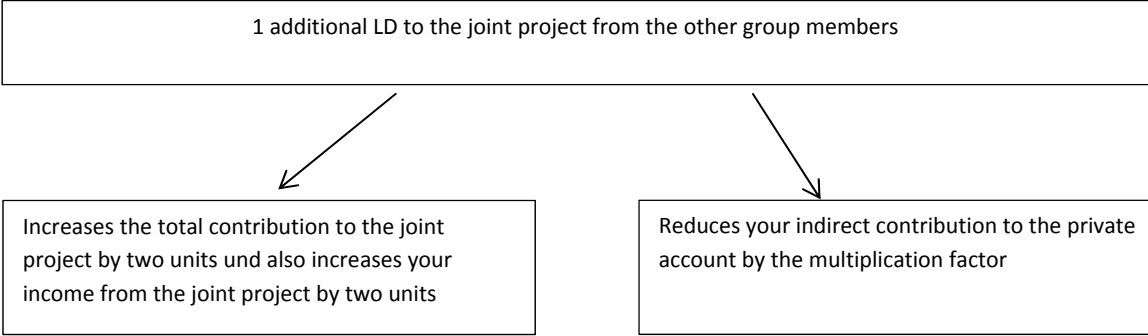 1 additional LD to the joint project from the other group members
Increases the total contribution to the joint
project by two units und also increases your
income from the joint project by two units
Reduces your indirect contribution to the private
account by the multiplication factor